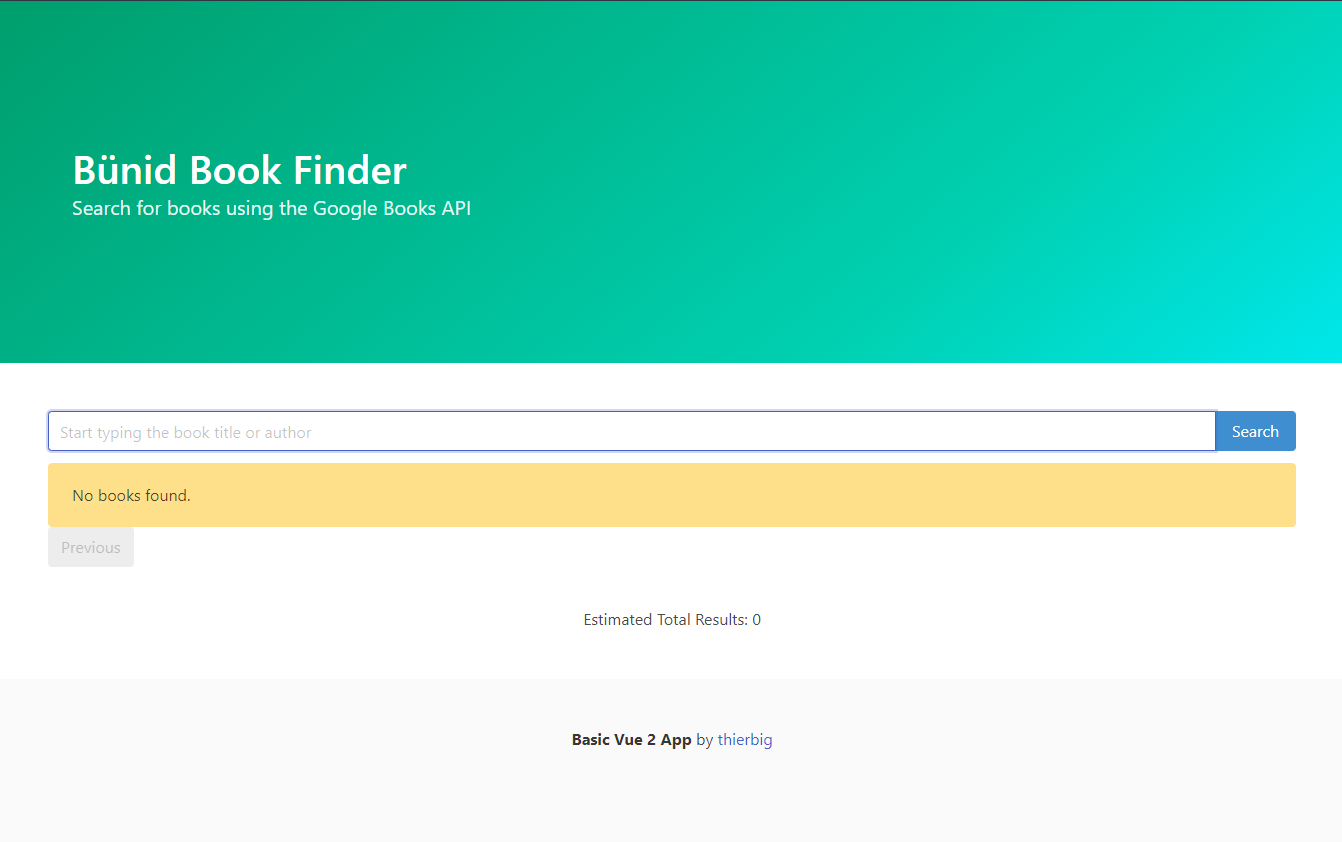 Bünid Book Finder
Search for books using the Google Books API
Start typing the book title or author
Search
No books found.
Previous
Estimated Total Results: 0
Basic Vue 2 App by thierbig